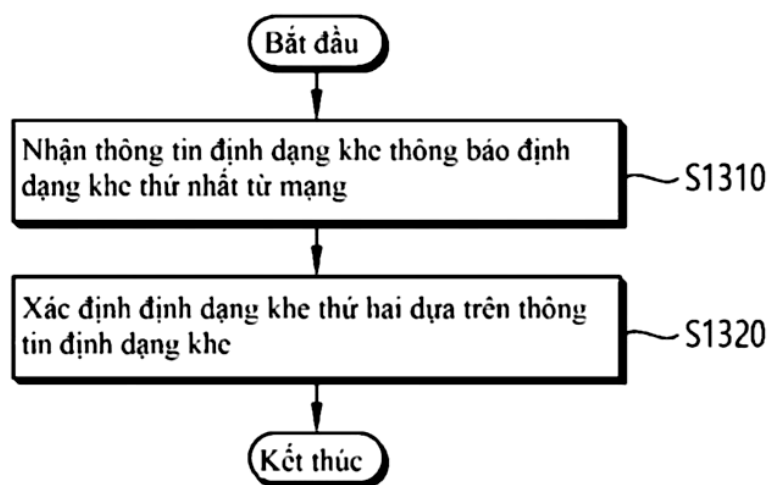 Bắt đầu
Nhận thông tin định dạng khe thông báo định
dạng khe thứ nhất từ mạng
S1310
Xác định định dạng khe thứ hai dựa trên thông
tin định dạng khe
S1320
Kết thúc